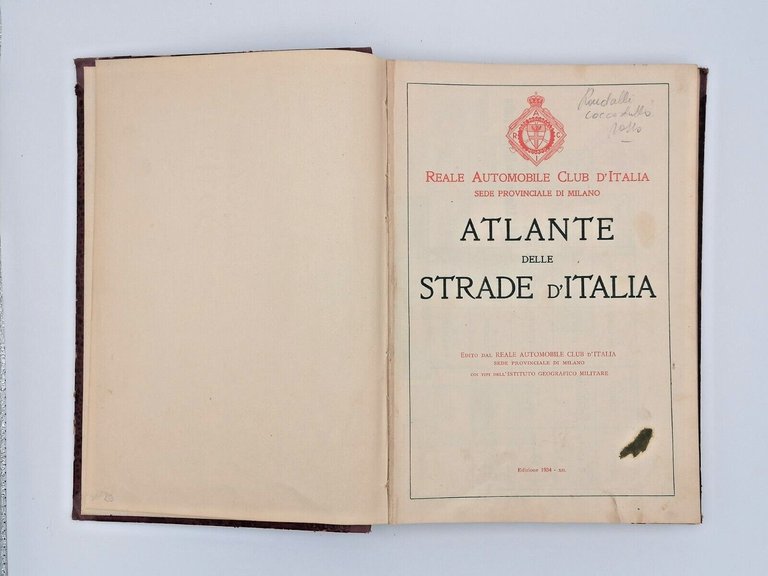 R C
A I
REALE AUTOMOBILE CLUB D'ITALIA
SEDE PROVINCIALE DI MILANO
ATLANTE
DELLE
STRADE D'ITALIA
EDITO DAL REALE AUTOMOBILE CLUB D'ITALIA
SEDE PROVINCIALE DI MILANO
COI TIPI DELL'ISTITUTO GEOGRAFICO MILITARE
Edizione 1934 - XII.